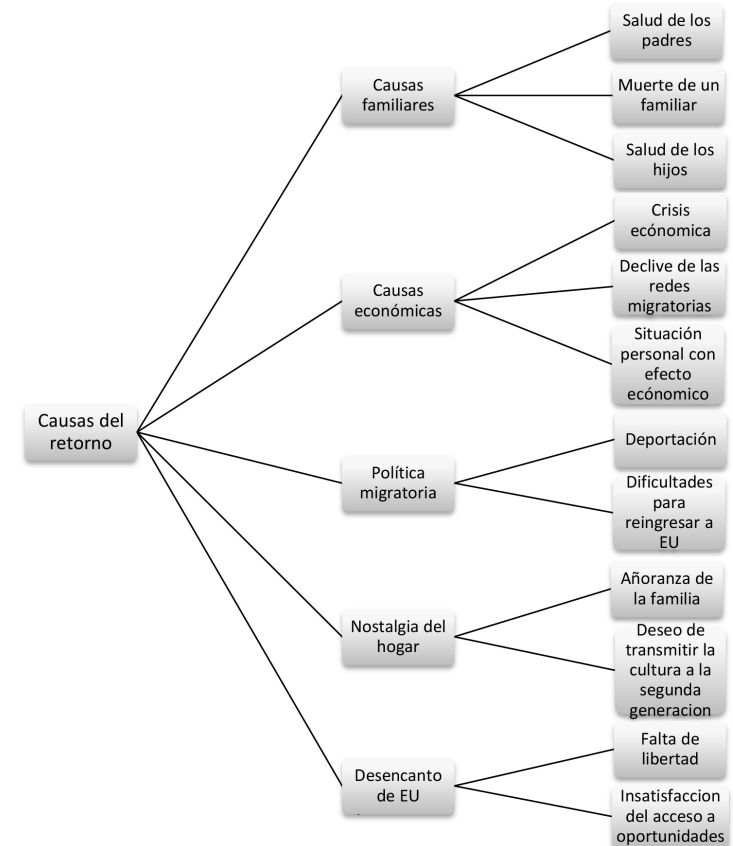 Causas del
retorno
Causas
familiares
Salud de los
padres
Muerte de un
familiar
Salud de los
hijos
Causas
económicas
Crisis
ecónomica
Declive de las
redes
migratorias
Situación
personal con
efecto
ecónomico
Política
migratoria
Deportación
Dificultades
para
reingresar a
EU
Nostalgia del
hogar
Añoranza de
la familia
Deseo de
transmitir la
cultura a la
segunda
generacion
Desencanto
de EU
Falta de
libertad
Insatisfaccion
del acceso a
oportunidades